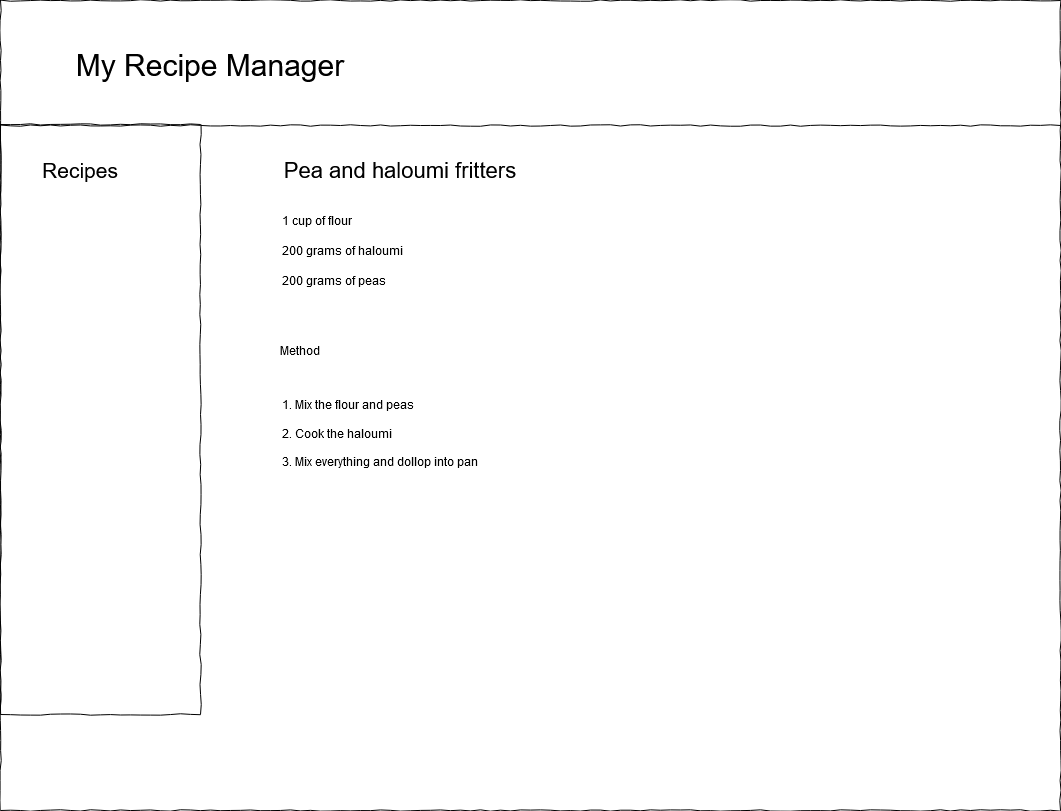 My Recipe Manager
Recipes
Pea and haloumi fritters
1 cup of flour
200 grams of haloumi
200 grams of peas
Method
1. Mix the flour and peas
2. Cook the haloumi
3. Mix everything and dollop into pan